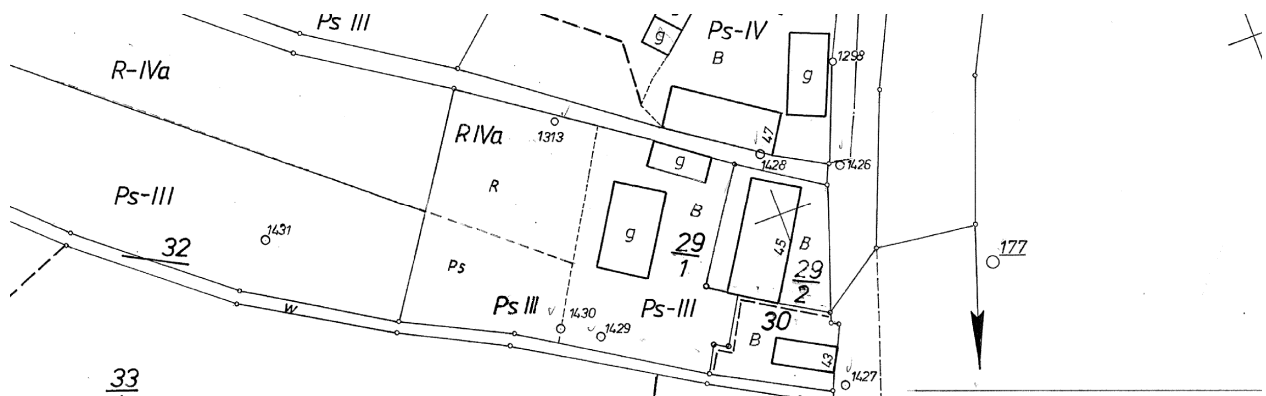 Ps III
g
Ps-IV
B
g
1298
R-IVa
R IVa
1313
47
1428
1426
g
R
Ps-III
B
g
45
B
1431
32
29
1
29
2
177
Ps
Ps III
1430
1429
Ps-III
30
B
w
43
1427
33